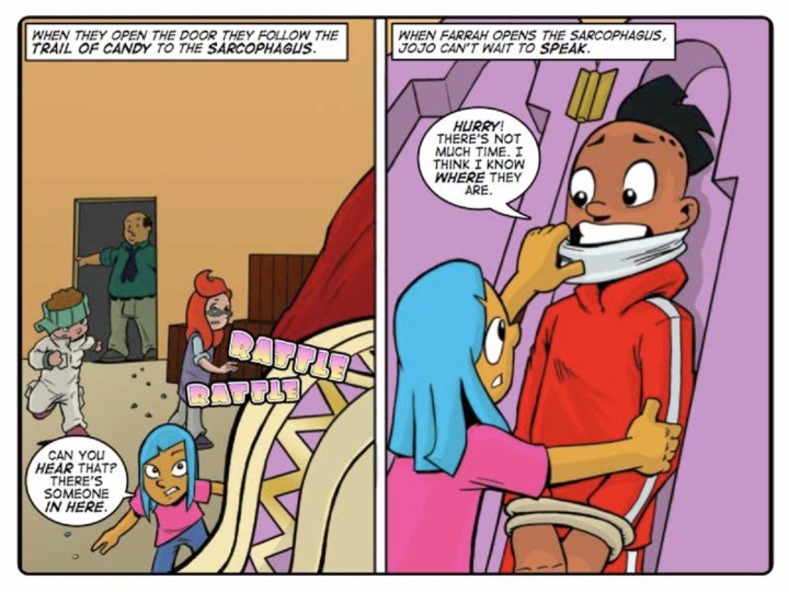 WHEN THEY OPEN THE DOOR THEY FOLLOW THE
TRAIL OF CANDY TO THE SARCOPHAGUS.
RATTLE
RATTLE
CAN YOU
HEAR THAT?
THERE'S
SOMEONE
IN HERE.
WHEN FARRAH OPENS THE SARCOPHAGUS,
JOJO CAN'T WAIT TO SPEAK.
HURRY!
THERE'S NOT
MUCH TIME. I
THINK I KNOW
WHERE THEY
ARE.